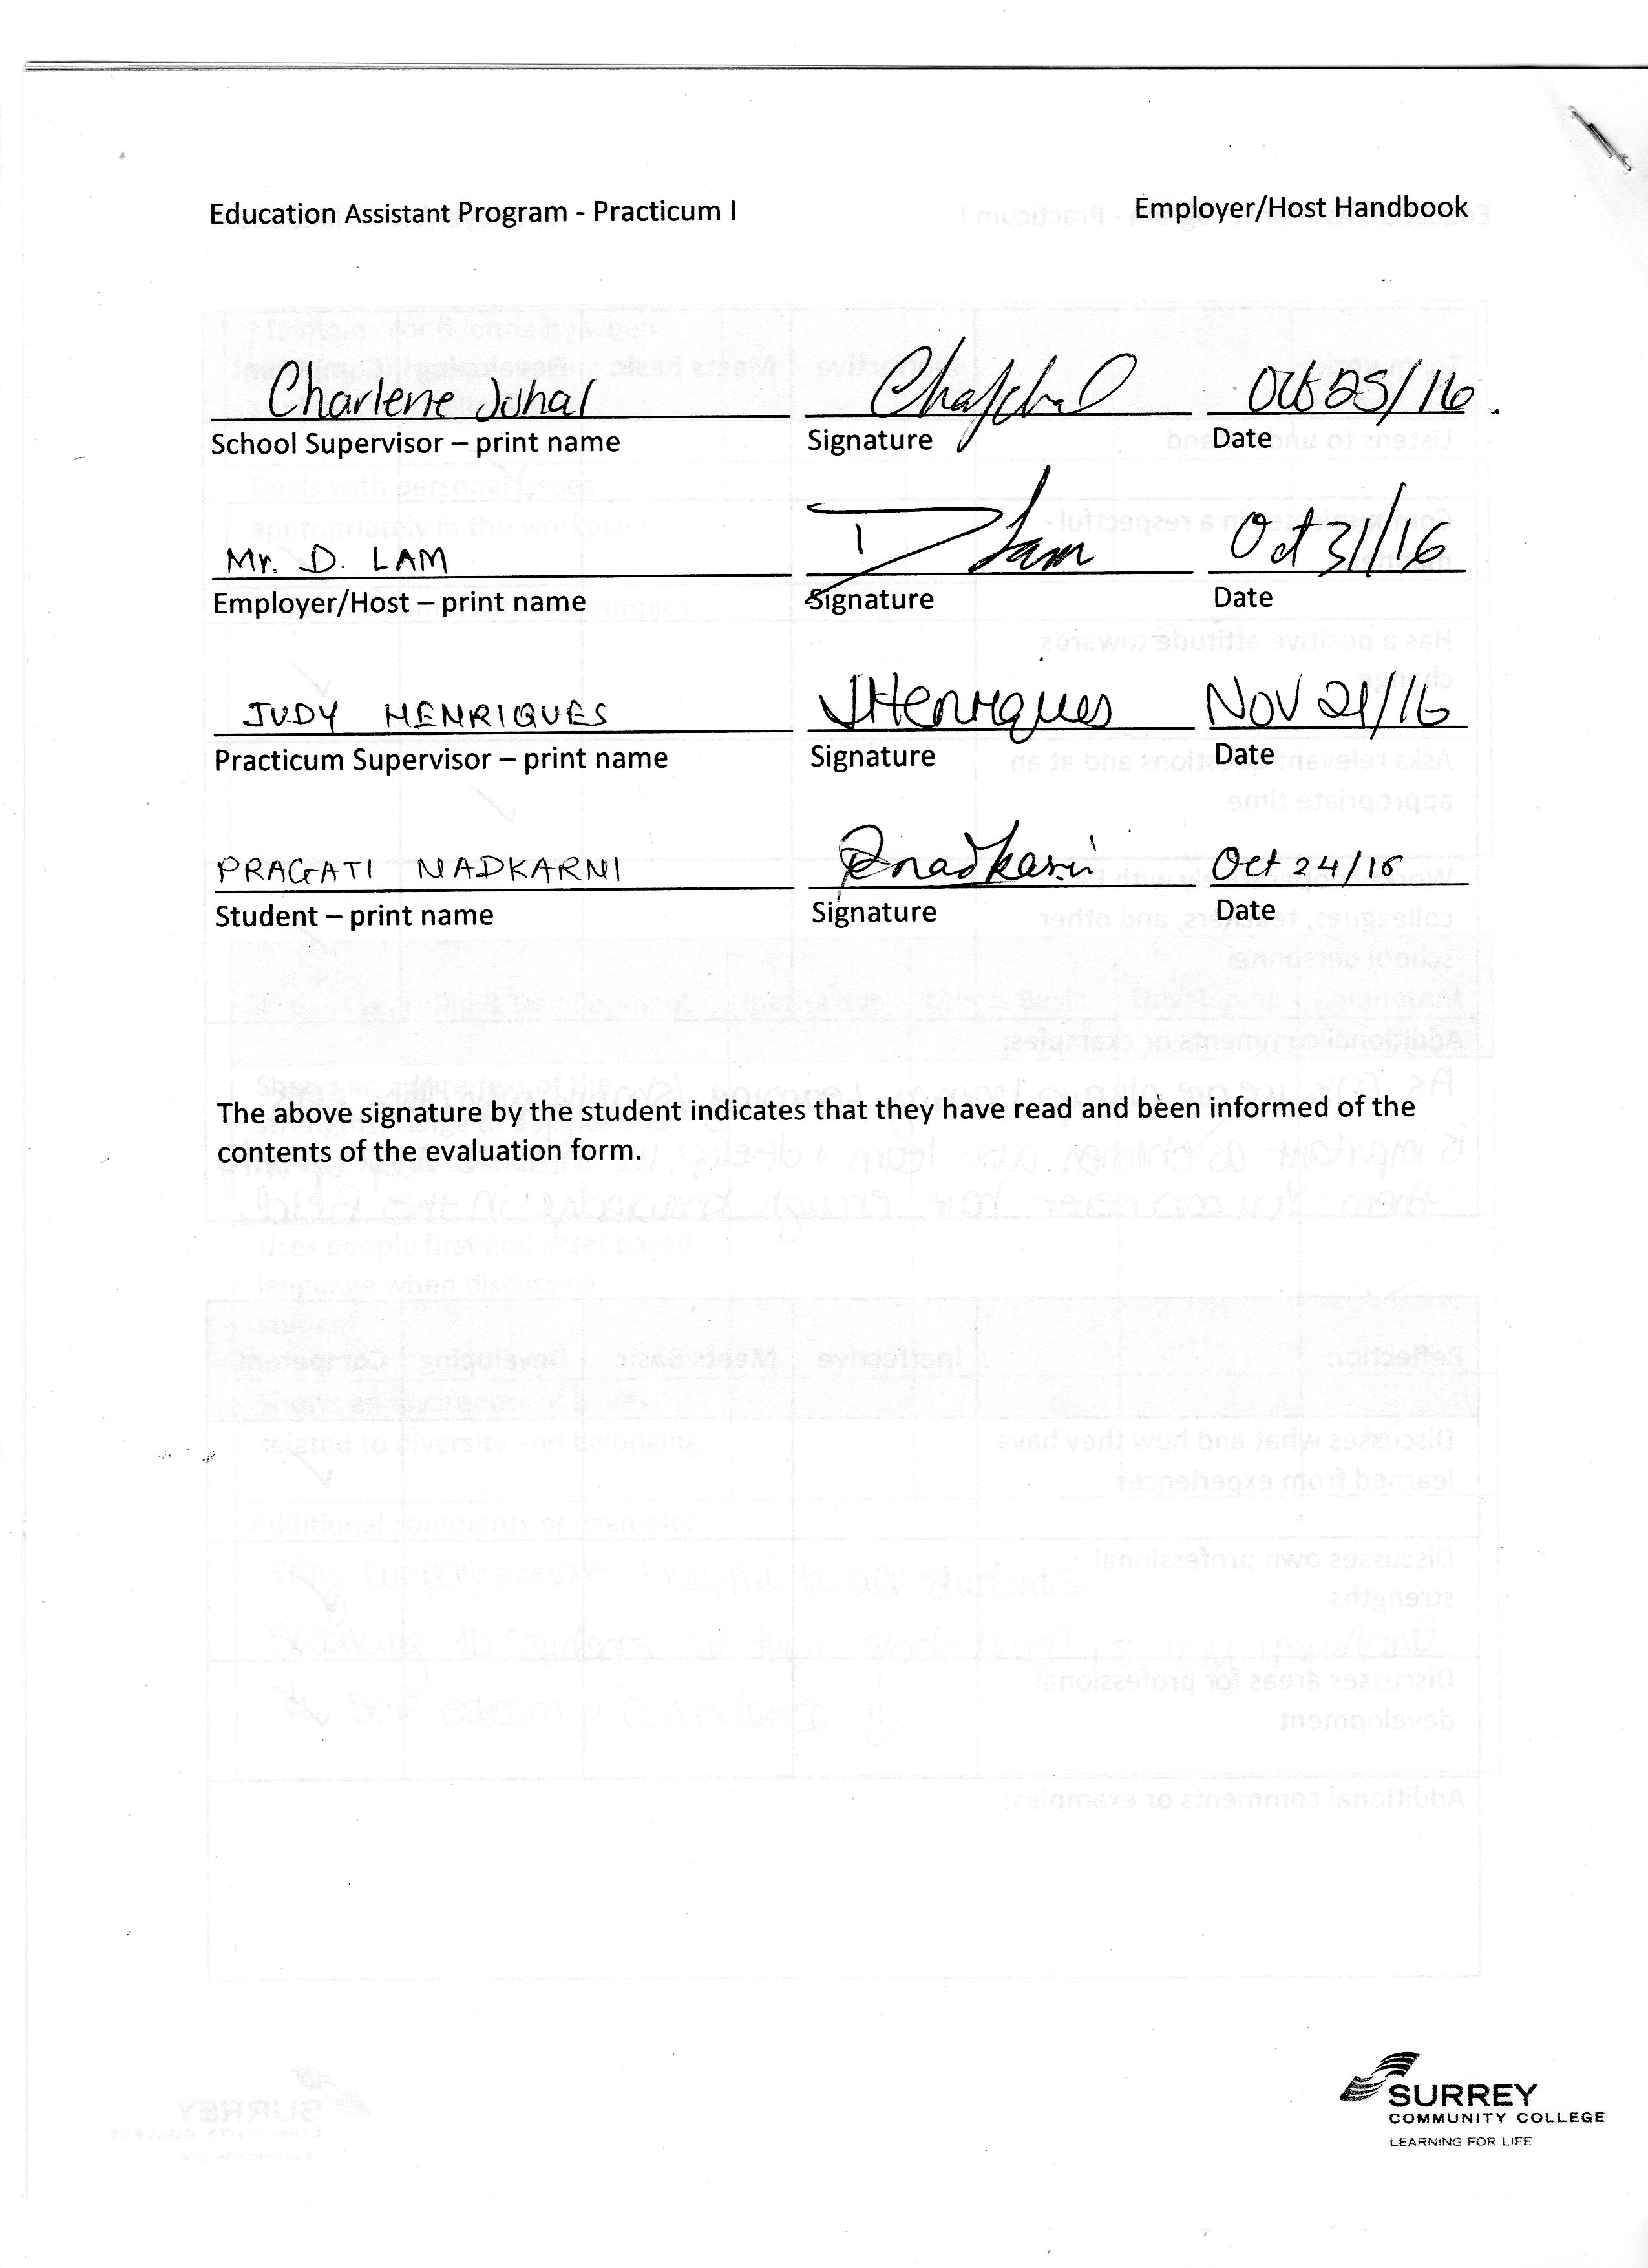 Education Assistant Program - Practicum I Employer/Host Handbook
Charlene Juhal Oct 25/16.
School Supervisor – print name Signature Date
Mr. D. LAM D Lam Oct 31/16
Employer/Host – print name Signature Date
JUDY HENRIQUES JHenriques Nov 21/16
Practicum Supervisor – print name Signature Date
PRAGATI NADKARNI Pnadkarni Oct 24/16
Student – print name Signature Date
The above signature by the student indicates that they have read and been informed of the
contents of the evaluation form.
SURREY
COMMUNITY COLLEGE
LEARNING FOR LIFE